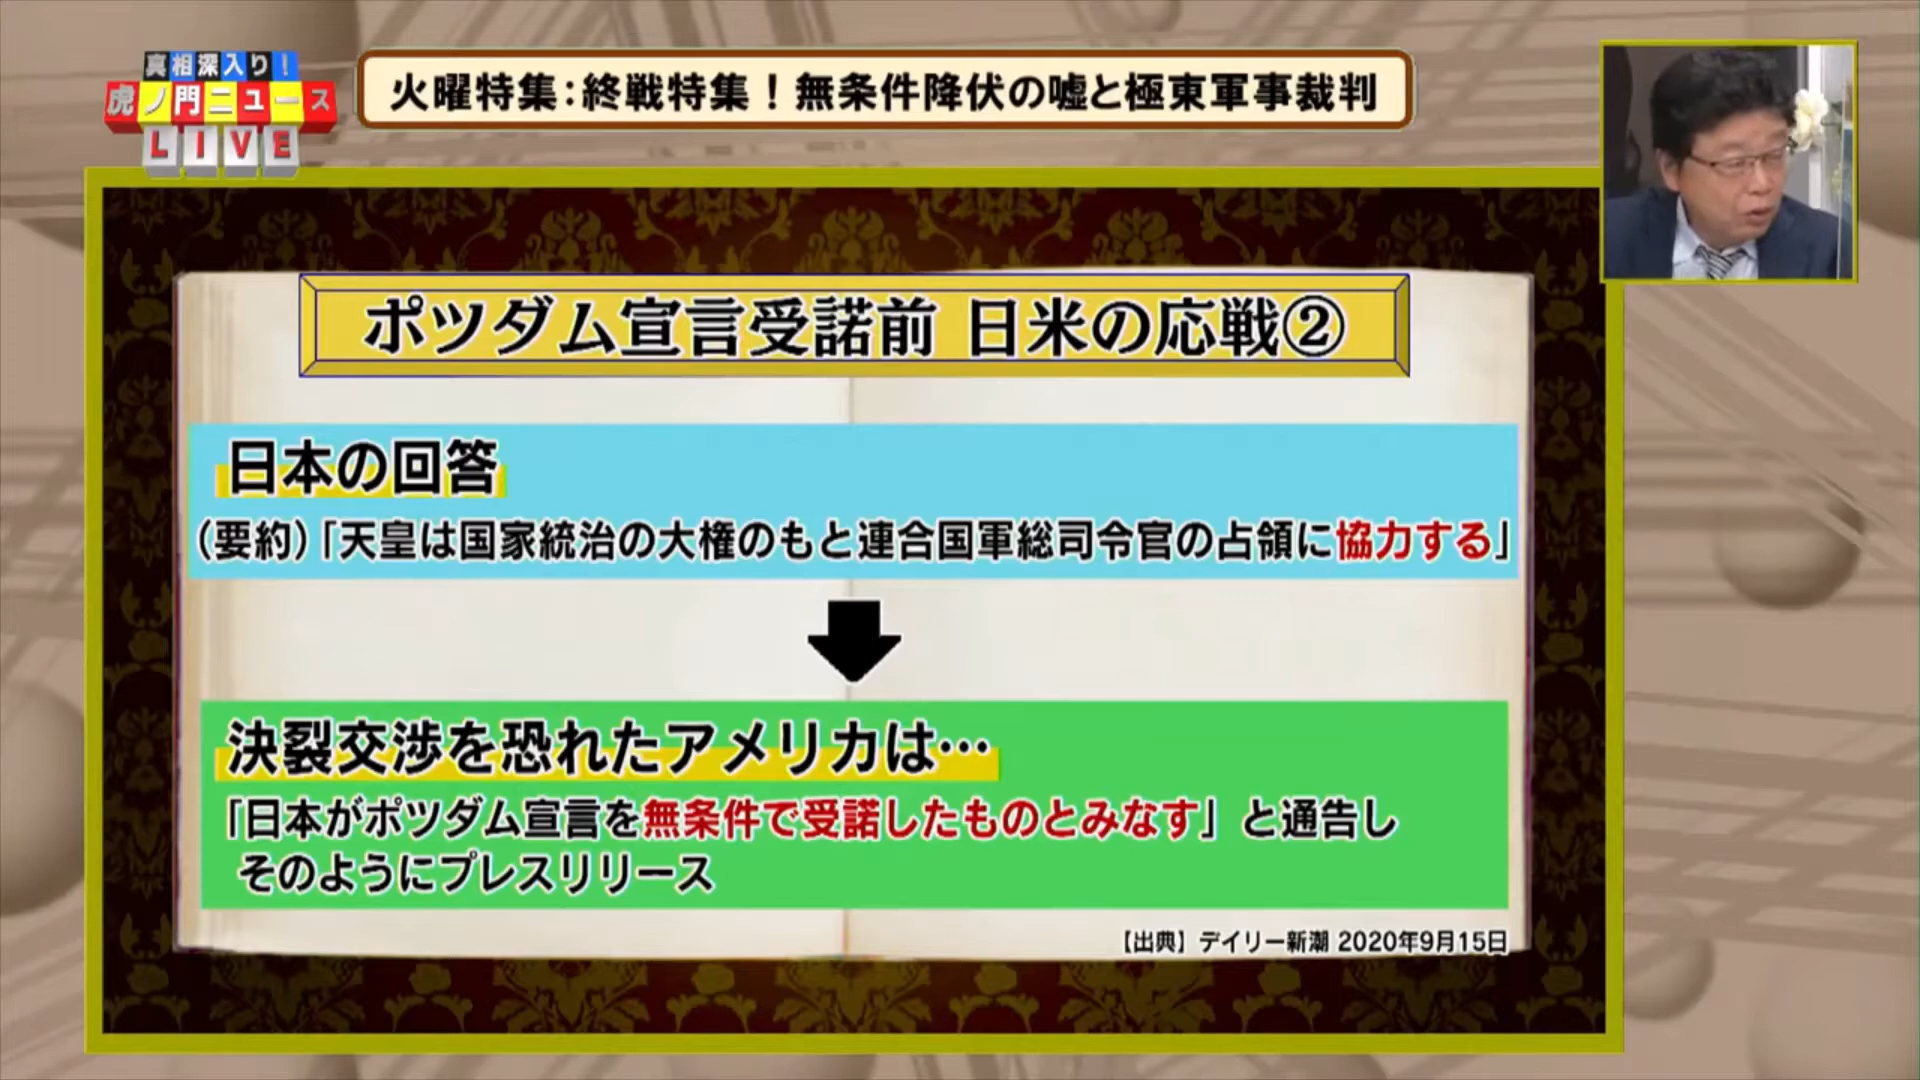 真相深入り!
虎ノ門ニュース
LIVE
火曜特集:終戦特集!無条件降伏の嘘と極東軍事裁判
ポツダム宣言受諾前 日米の応戦②
日本の回答
(要約)「天皇は国家統治の大権のもと連合国軍総司令官の占領に協力する」
決裂交渉を恐れたアメリカは…
「日本がポツダム宣言を無条件で受諾したものとみなす」と通告し
そのようにプレスリリース
【出典】デイリー新潮 2020年9月15日